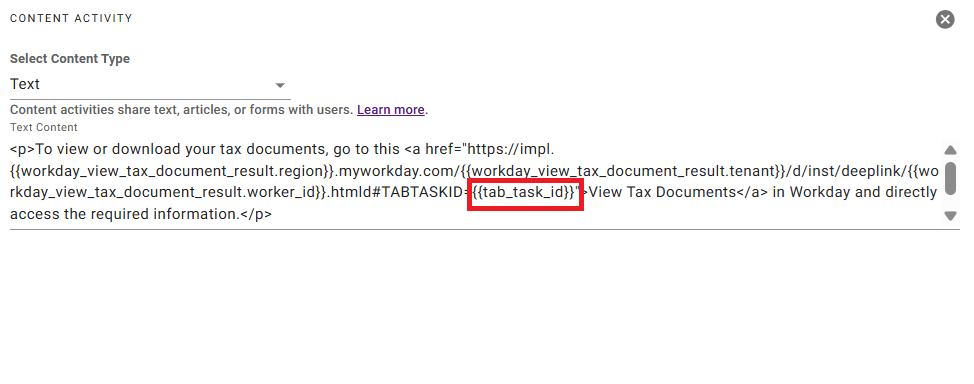 CONTENT ACTIVITY
Select Content Type
Text
Content activities share text, articles, or forms with users. Learn more.
Text Content
<p>To view or download your tax documents, go to this <a href="https://impl.
{{workday_view_tax_document_result.region}}.myworkday.com/{{workday_view_tax_document_result.tenant}}/d/inst/deeplink/{{wo
rkday_view_tax_document_result.worker_id}}.htmld#TABTASKID={{tab_task_id}}">View Tax Documents</a> in Workday and directly
access the required information.</p>